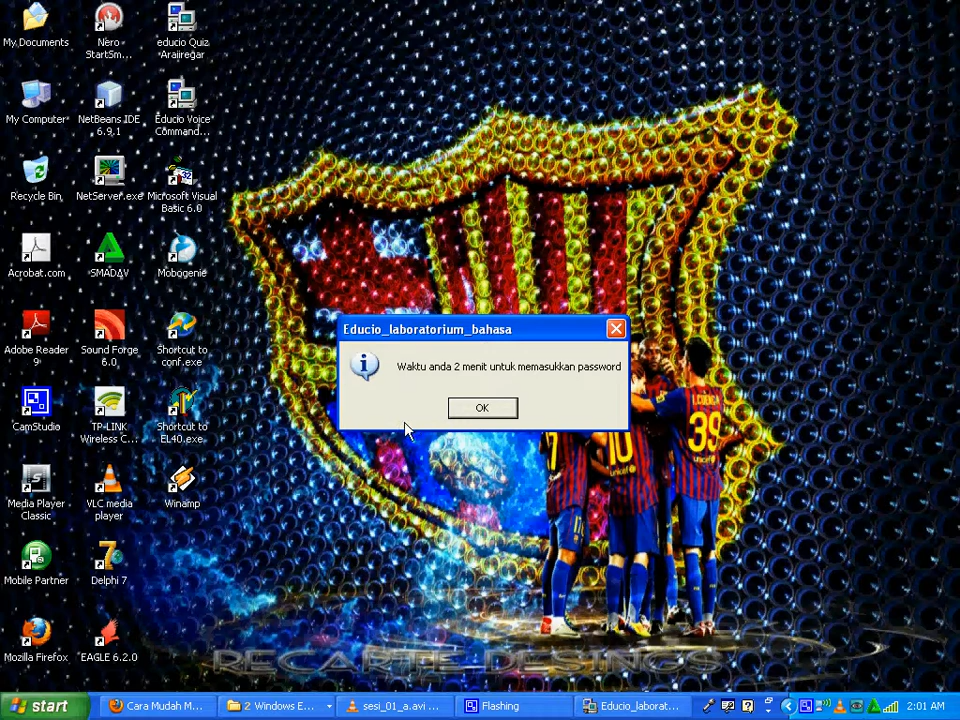 My Documents
Nero
StartSm...
educio Quiz
Arajregar
My Computer
NetBeans IDE
6.9.1
Educio Voice
Command...
Recycle Bin
NetServer.exe
Microsoft Visual
Basic 6.0
Acrobat.com
SMADAV
Mobogenie
Adobe Reader
9
Sound Forge
6.0
Shortcut to
conf.exe
CamStudio
TP-LINK
Wireless C...
Shortcut to
EL40.exe
Media Player
Classic
VLC media
player
Winamp
Mobile Partner
Delphi 7
Mozilla Firefox
EAGLE 6.2.0
Educio_laboratorium_bahasa
Waktu anda 2 menit untuk memasukkan password
OK
39
10
unicef
RECARTE DESINGS
start
Cara Mudah M...
2 Windows E...
sesi_01_a.avi ...
Flashing
Educio_laborat...
2:01 AM